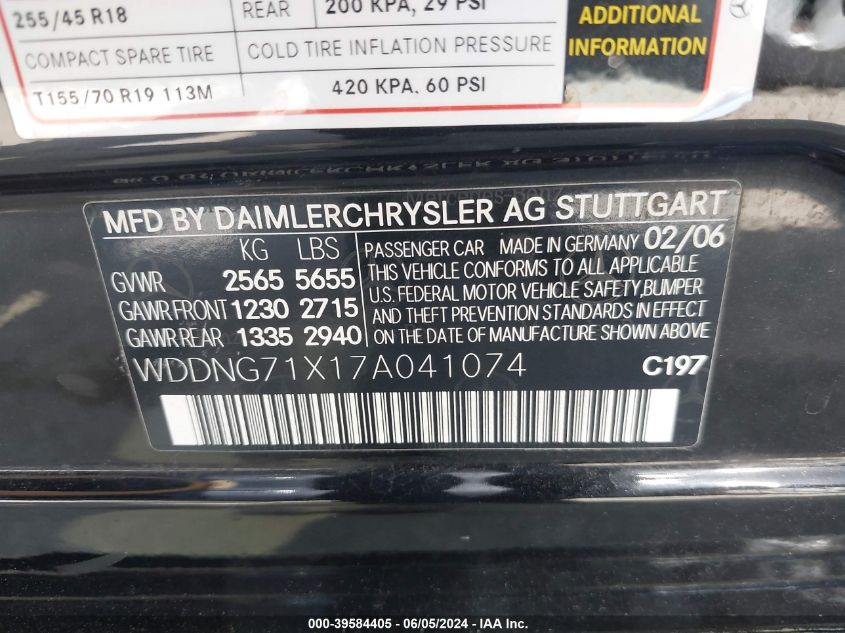 255/45 R18 REAR 200 KPA, 29 PSI
COMPACT SPARE TIRE COLD TIRE INFLATION PRESSURE
T155/70 R19 113M 420 KPA. 60 PSI
ADDITIONAL
INFORMATION
MFD BY DAIMLERCHRYSLER AG STUTTGART
KG LBS
GVWR 2565 5655
GAWR FRONT 1230 2715
GAWR REAR 1335 2940
PASSENGER CAR MADE IN GERMANY 02/06
THIS VEHICLE CONFORMS TO ALL APPLICABLE
U.S. FEDERAL MOTOR VEHICLE SAFETY,BUMPER
AND THEFT PREVENTION STANDARDS IN EFFECT
ON THE DATE OF MANUFACTURE SHOWN ABOVE.
WDDNG71X17A041074 C197
000-39584405 - 06/05/2024 - IAA Inc.